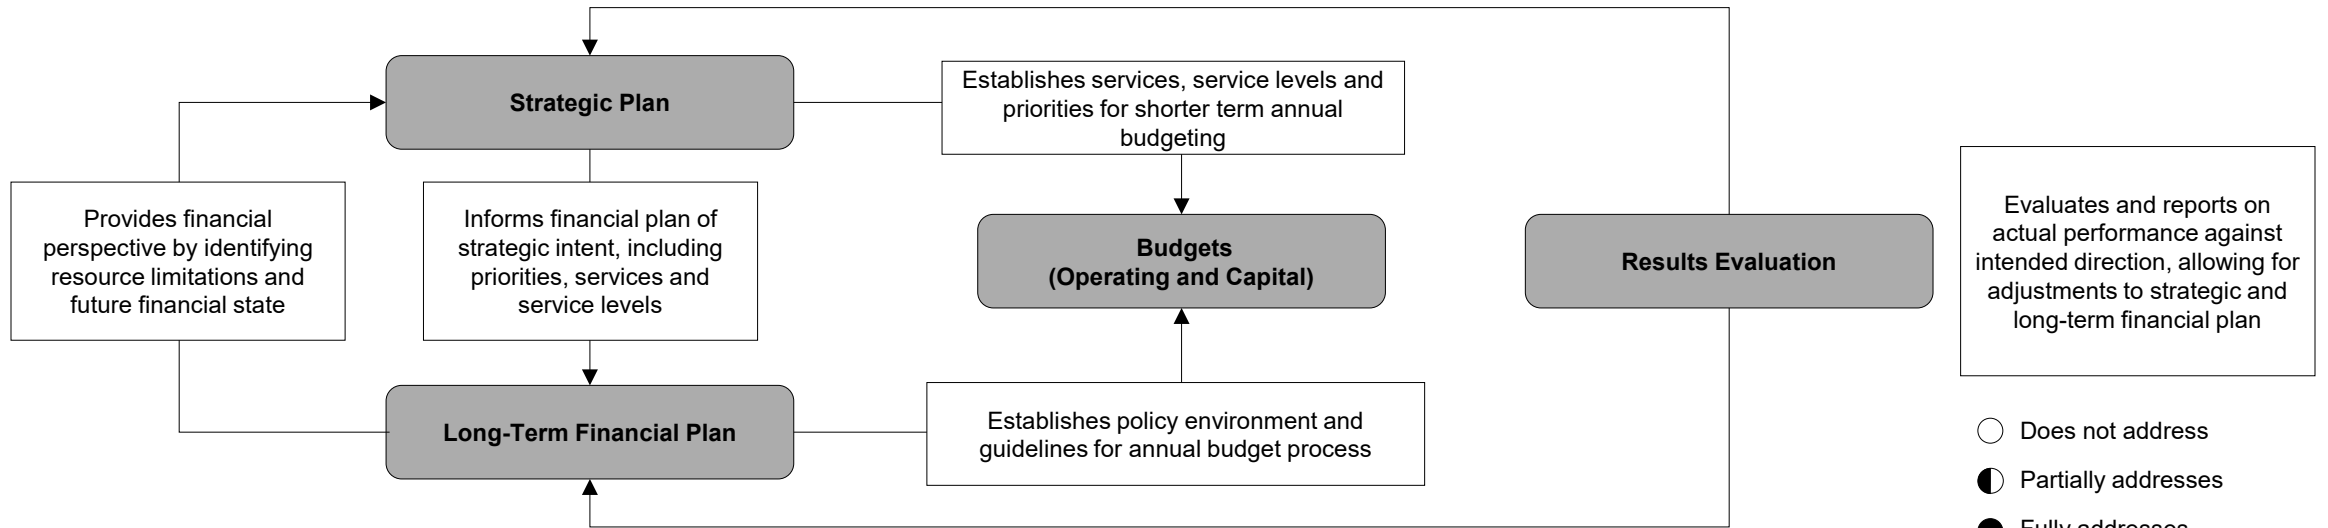 Strategic Plan
Establishes services, service levels and
priorities for shorter term annual
budgeting
Provides financial
perspective by identifying
resource limitations and
future financial state
Informs financial plan of
strategic intent, including
priorities, services and
service levels
Budgets
(Operating and Capital)
Results Evaluation
Evaluates and reports on
actual performance against
intended direction, allowing for
adjustments to strategic and
long-term financial plan
Long-Term Financial Plan
Establishes policy environment and
guidelines for annual budget process
Does not address
Partially addresses
Fully addresses